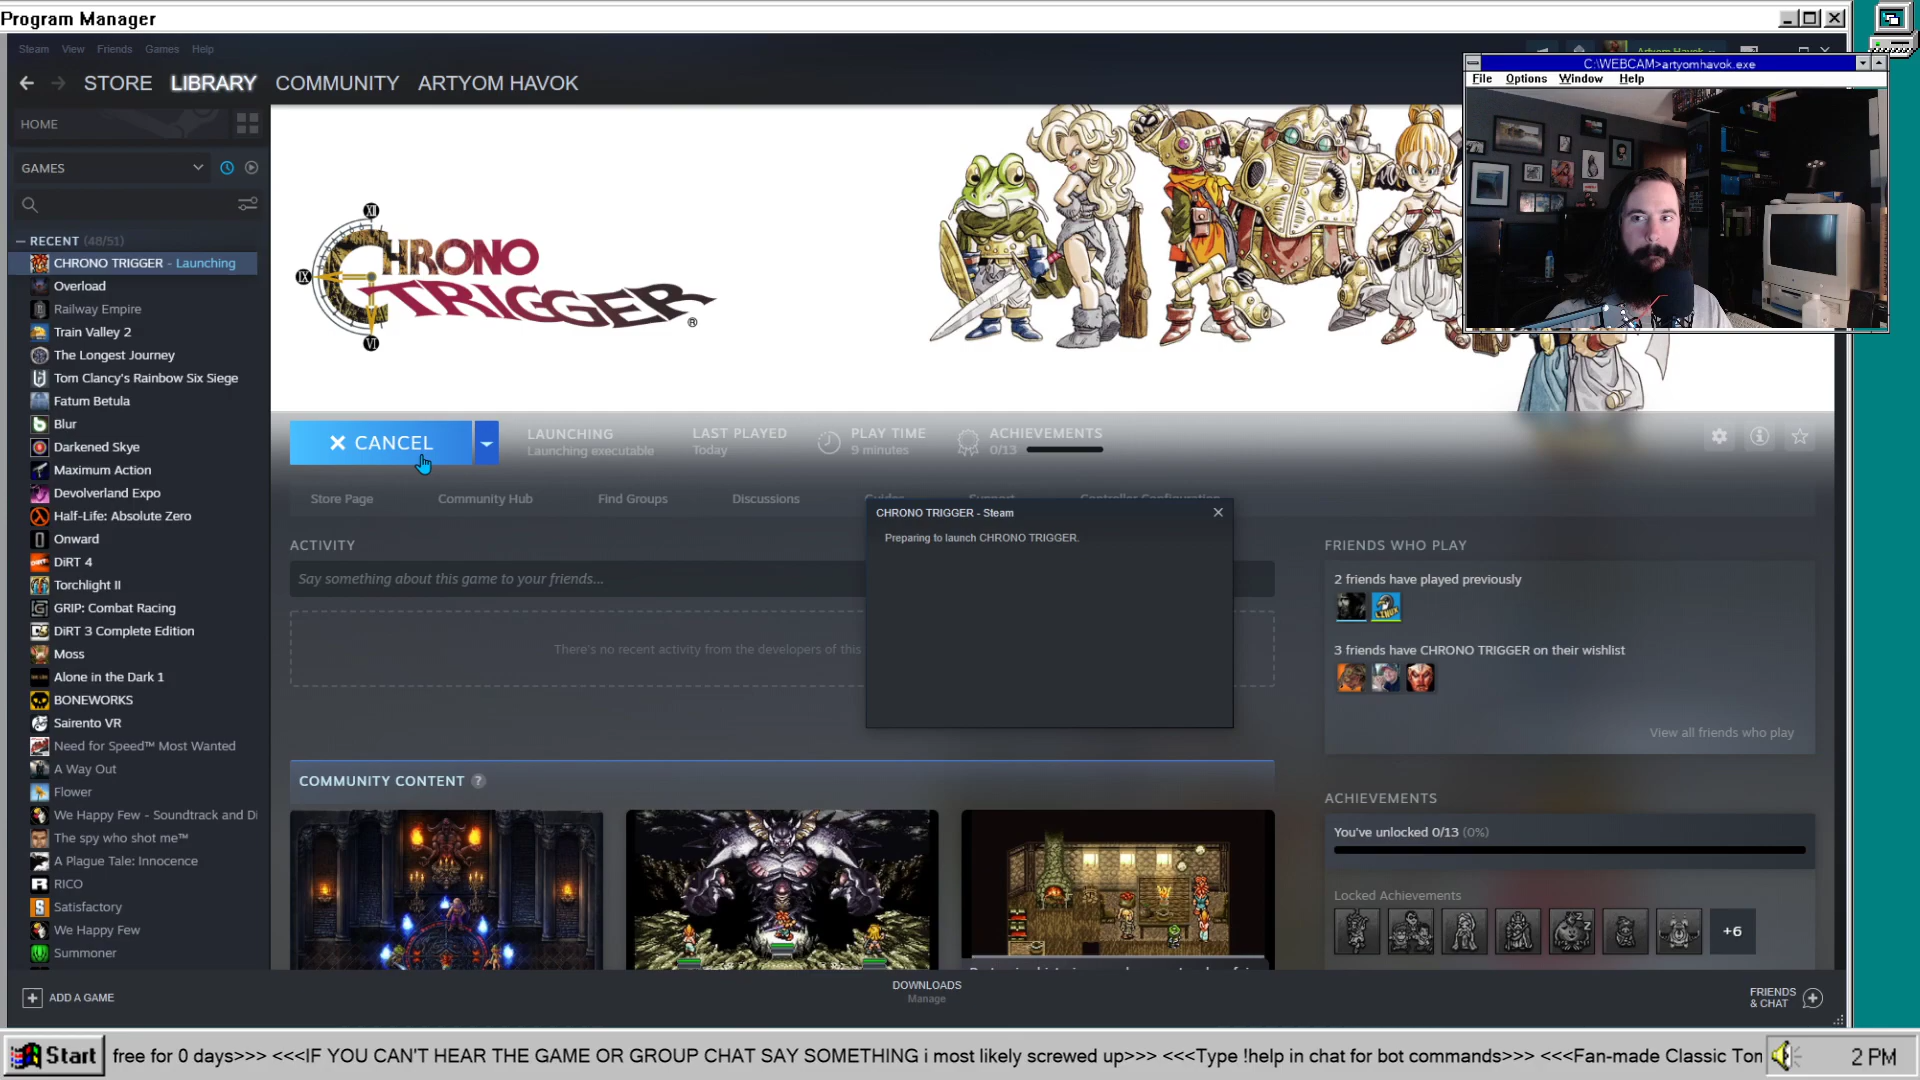 Program Manager
Steam View Friends Games Help
STORE LIBRARY COMMUNITY ARTYOM HAVOK
Artyom Havok
C:\WEBCAM>artyomhavok.exe
File Options Window Help
HOME
GAMES
RECENT (48/51)
CHRONO TRIGGER - Launching
Overload
Railway Empire
Train Valley 2
The Longest Journey
Tom Clancy's Rainbow Six Siege
Fatum Betula
Blur
Darkened Skye
Maximum Action
Devolverland Expo
Half-Life: Absolute Zero
Onward
DiRT 4
Torchlight II
GRIP: Combat Racing
DiRT 3 Complete Edition
Moss
Alone in the Dark 1
BONEWORKS
Sairento VR
Need for Speed™ Most Wanted
A Way Out
Flower
We Happy Few - Soundtrack and Di
The spy who shot me™
A Plague Tale: Innocence
RICO
Satisfactory
We Happy Few
Summoner
ADD A GAME
XII
IX
VI
CHRONO
TRIGGER®
CANCEL
LAUNCHING
Launching executable
LAST PLAYED
Today
PLAY TIME
9 minutes
ACHIEVEMENTS
0/13
Store Page Community Hub Find Groups Discussions Guides Support Controller Configuration
CHRONO TRIGGER - Steam
Preparing to launch CHRONO TRIGGER.
ACTIVITY
Say something about this game to your friends...
There's no recent activity from the developers of this
COMMUNITY CONTENT ?
FRIENDS WHO PLAY
2 friends have played previously
LINUX
3 friends have CHRONO TRIGGER on their wishlist
View all friends who play
ACHIEVEMENTS
You've unlocked 0/13 (0%)
Locked Achievements
+6
DOWNLOADS
Manage
FRIENDS
& CHAT
Start
free for 0 days>>> <<<IF YOU CAN'T HEAR THE GAME OR GROUP CHAT SAY SOMETHING i most likely screwed up>>> <<<Type !help in chat for bot commands>>> <<<Fan-made Classic Ton
2 PM